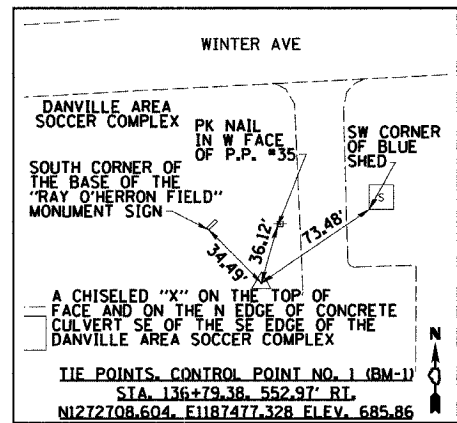 WINTER AVE
DANVILLE AREA
SOCCER COMPLEX
PK NAIL
IN W FACE
OF P.P. #35
SW CORNER
OF BLUE
SHED
SOUTH CORNER OF
THE BASE OF THE
"RAY O'HERRON FIELD"
MONUMENT SIGN
S
34.49'
36.12'
73.48'
A CHISELED "X" ON THE TOP OF
FACE AND ON THE N EDGE OF CONCRETE
CULVERT SE OF THE SE EDGE OF THE
DANVILLE AREA SOCCER COMPLEX
N
TIE POINTS, CONTROL POINT NO. 1 (BM-1)
STA. 136+79.38, 552.97' RT.
N1272708.604, E1187477.328 ELEV. 685.86